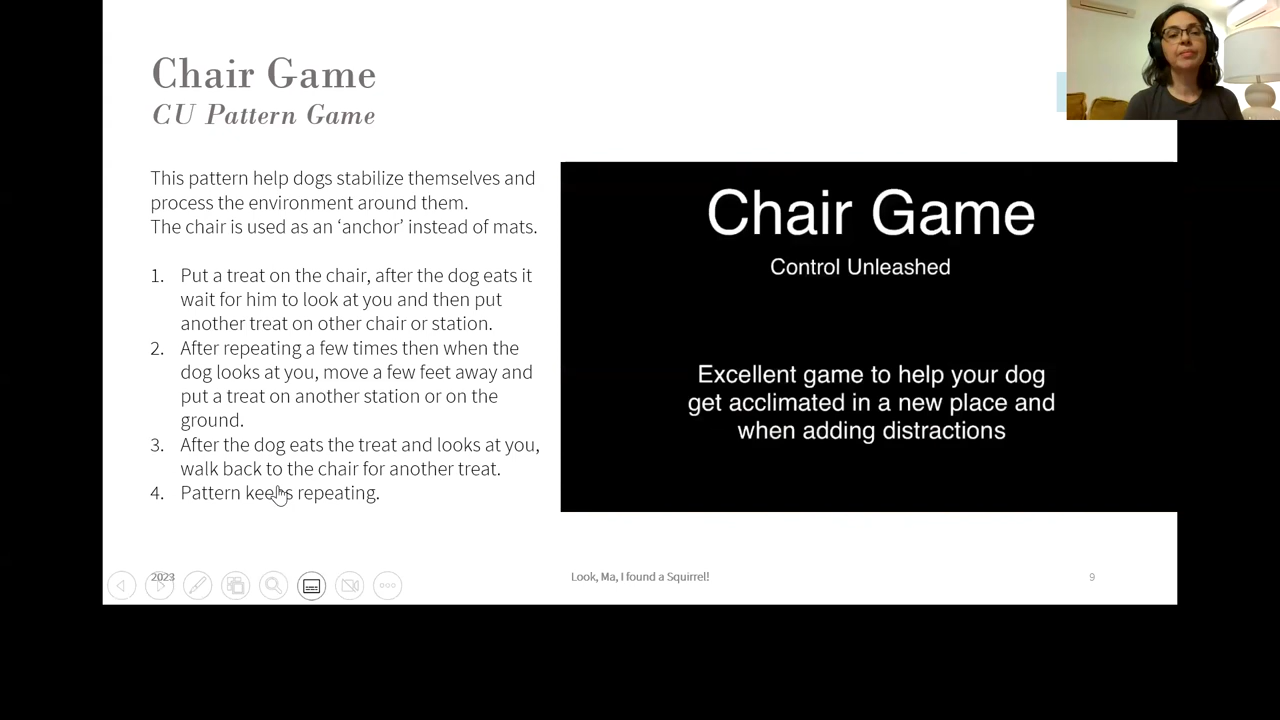 Chair Game
CU Pattern Game
This pattern help dogs stabilize themselves and
process the environment around them.
The chair is used as an ‘anchor’ instead of mats.
1. Put a treat on the chair, after the dog eats it
wait for him to look at you and then put
another treat on other chair or station.
2. After repeating a few times then when the
dog looks at you, move a few feet away and
put a treat on another station or on the
ground.
3. After the dog eats the treat and looks at you,
walk back to the chair for another treat.
4. Pattern keeps repeating.
Chair Game
Control Unleashed
Excellent game to help your dog
get acclimated in a new place and
when adding distractions
2023
Look, Ma, I found a Squirrel!
9